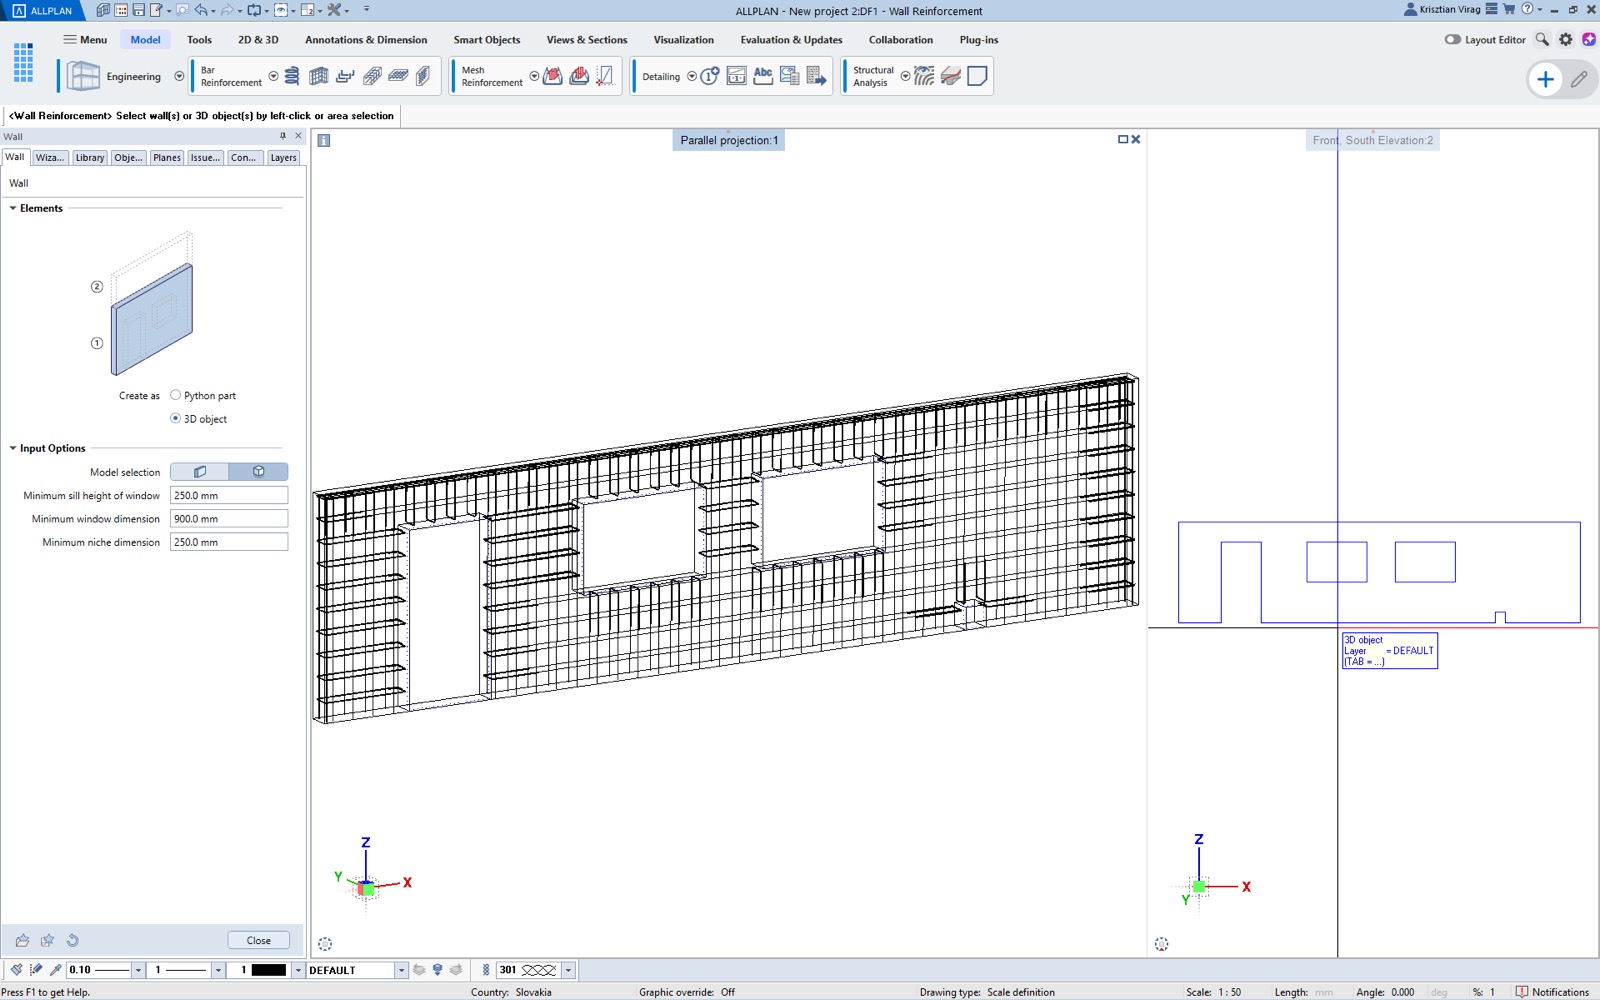 ALLPLAN
2
ALLPLAN - New project 2:DF1 - Wall Reinforcement
Krisztian Virag
Menu
Model
Tools
2D & 3D
Annotations & Dimension
Smart Objects
Views & Sections
Visualization
Evaluation & Updates
Collaboration
Plug-ins
Layout Editor
Engineering
Bar
Reinforcement
Mesh
Reinforcement
Detailing
Abc
Structural
Analysis
<Wall Reinforcement> Select wall(s) or 3D object(s) by left-click or area selection
Wall
Wall
Wiza...
Library
Obje...
Planes
Issue...
Con...
Layers
Wall
Elements
2
1
Create as
Python part
3D object
Input Options
Model selection
Minimum sill height of window 250.0 mm
Minimum window dimension 900.0 mm
Minimum niche dimension 250.0 mm
Close
Parallel projection:1
Z
Y
X
Front, South Elevation:2
3D object
Layer = DEFAULT
(TAB = ...)
Z
X
Y
0.10
1
1
DEFAULT
301
Press F1 to get Help.
Country: Slovakia
Graphic override: Off
Drawing type: Scale definition
Scale: 1 : 50
Length: mm
Angle: 0.000 deg
%: 1
Notifications